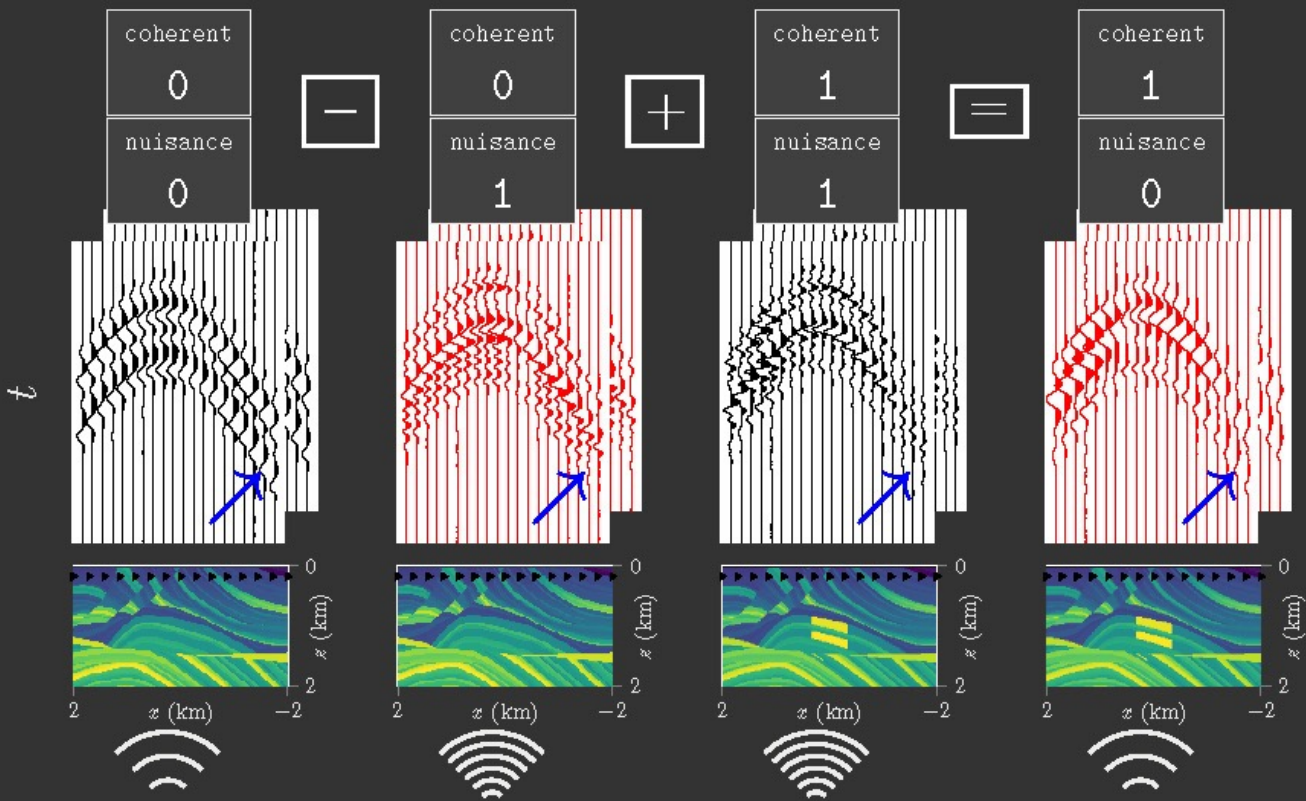 coherent coherent coherent coherent
0 − 0 + 1 = 1
nuisance nuisance nuisance nuisance
0 1 1 0
t
0 0 0 0
z (km) z (km) z (km) z (km)
2 2 2 2
2 x (km) −2 2 x (km) −2 2 x (km) −2 2 x (km) −2